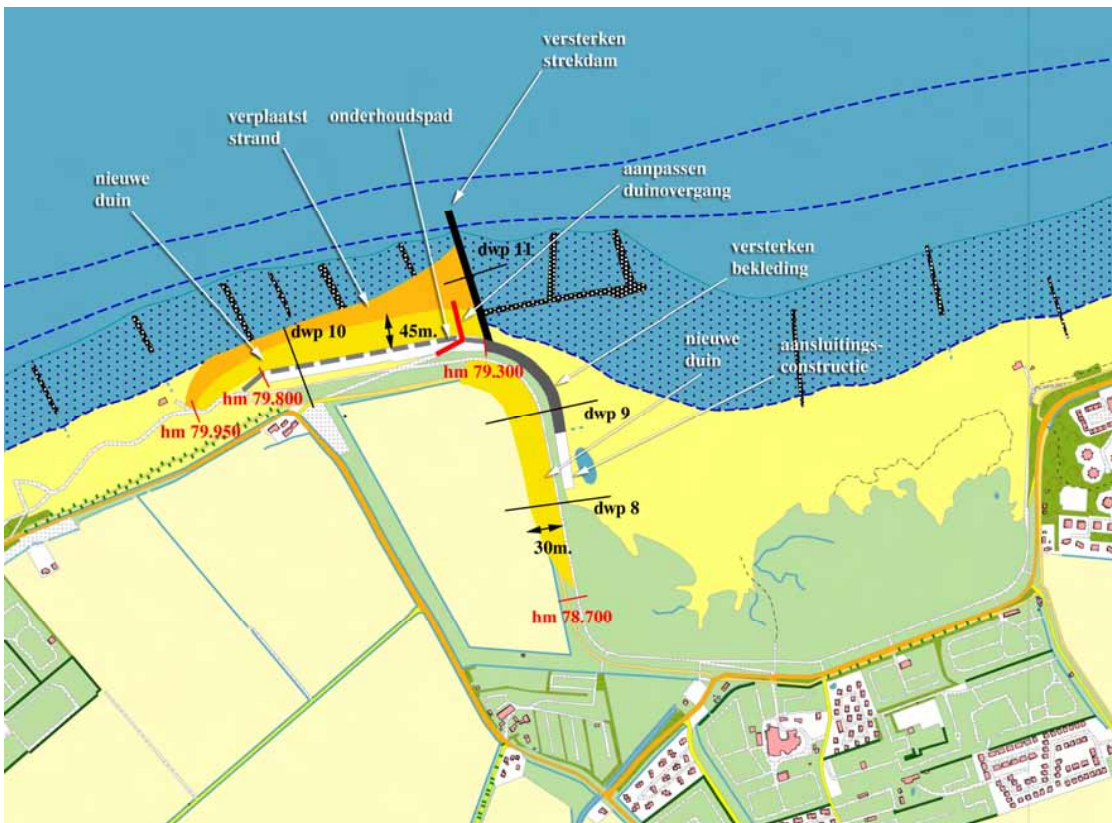 versterken
strekdam
verplaatst
strand
onderhoudspad
nieuwe
duin
aanpassen
duinovergang
dwp 11
versterken
bekleding
dwp 10
45m.
nieuwe
duin
aansluitings-
constructie
hm 79.300
hm 79.800
hm 79.950
dwp 9
dwp 8
30m.
hm 78.700